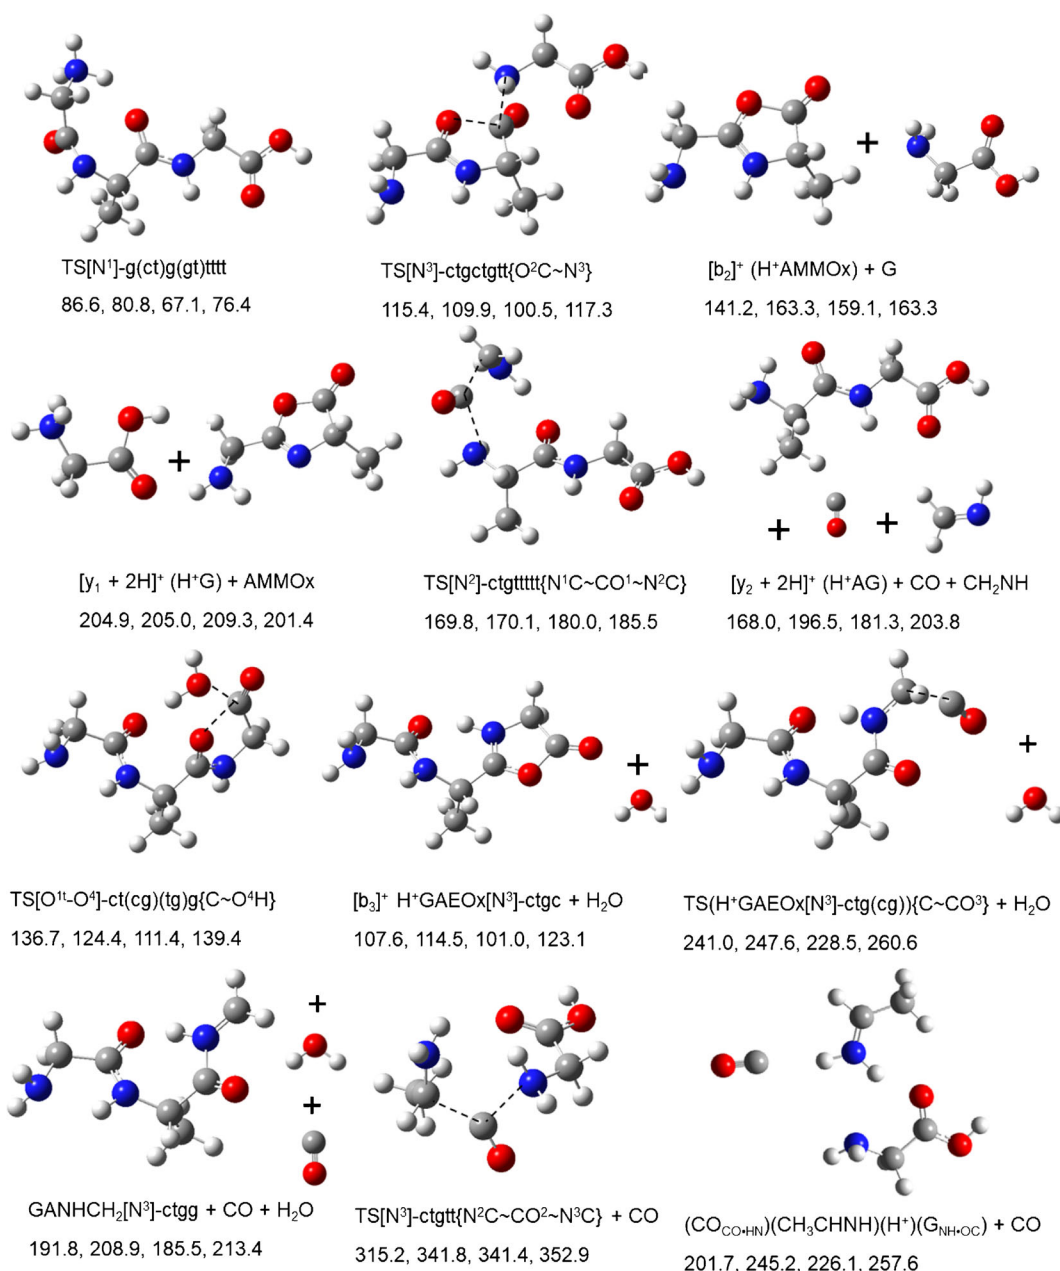 TS[N¹]-g(ct)g(gt)tttt
86.6, 80.8, 67.1, 76.4
TS[N³]-ctgctgtt{O²C~N³}
115.4, 109.9, 100.5, 117.3
+
[b₂]⁺ (H⁺AMMOx) + G
141.2, 163.3, 159.1, 163.3
+
[y₁ + 2H]⁺ (H⁺G) + AMMOx
204.9, 205.0, 209.3, 201.4
TS[N²]-ctgttttt{N¹C~CO¹~N²C}
169.8, 170.1, 180.0, 185.5
+ +
[y₂ + 2H]⁺ (H⁺AG) + CO + CH₂NH
168.0, 196.5, 181.3, 203.8
TS[O¹ᵗ-O⁴]-ct(cg)(tg)g{C~O⁴H}
136.7, 124.4, 111.4, 139.4
+
[b₃]⁺ H⁺GAEOx[N³]-ctgc + H₂O
107.6, 114.5, 101.0, 123.1
+
TS(H⁺GAEOx[N³]-ctg(cg)){C~CO³} + H₂O
241.0, 247.6, 228.5, 260.6
+
+
GANHCH₂[N³]-ctgg + CO + H₂O
191.8, 208.9, 185.5, 213.4
TS[N³]-ctgtt{N²C~CO²~N³C} + CO
315.2, 341.8, 341.4, 352.9
(CO_CO•HN)(CH₃CHNH)(H⁺)(G_NH•OC) + CO
201.7, 245.2, 226.1, 257.6